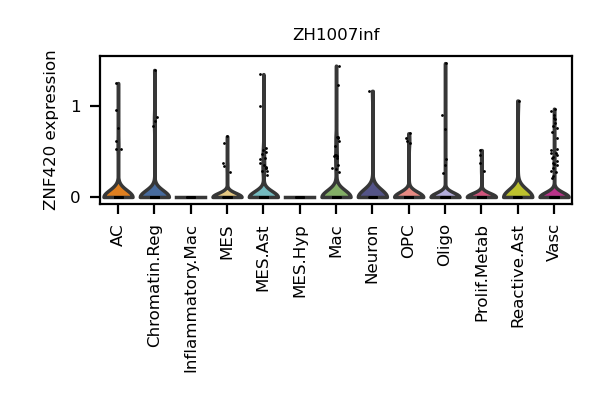 ZH1007inf
ZNF420 expression
1
0
AC
Chromatin.Reg
Inflammatory.Mac
MES
MES.Ast
MES.Hyp
Mac
Neuron
OPC
Oligo
Prolif.Metab
Reactive.Ast
Vasc